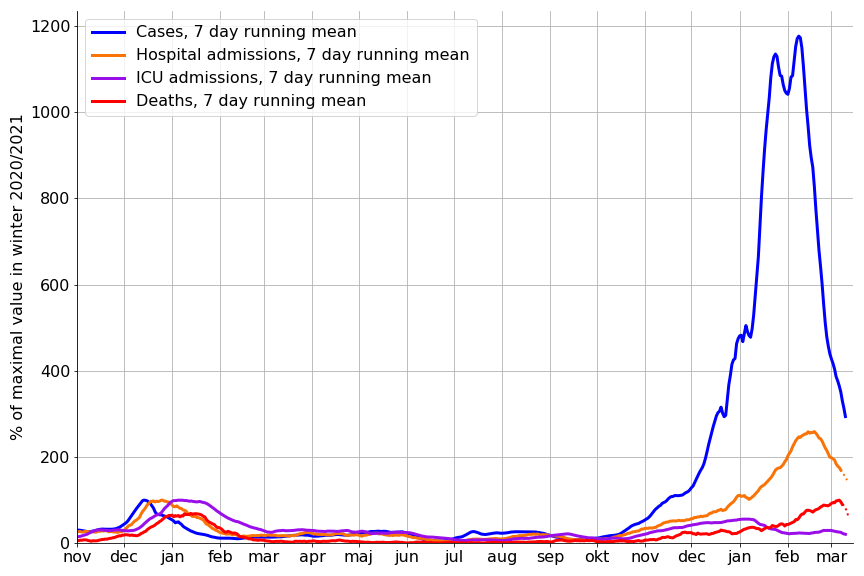 Cases, 7 day running mean
Hospital admissions, 7 day running mean
ICU admissions, 7 day running mean
Deaths, 7 day running mean
% of maximal value in winter 2020/2021
1200
1000
800
600
400
200
0
nov dec jan feb mar apr maj jun jul aug sep okt nov dec jan feb mar